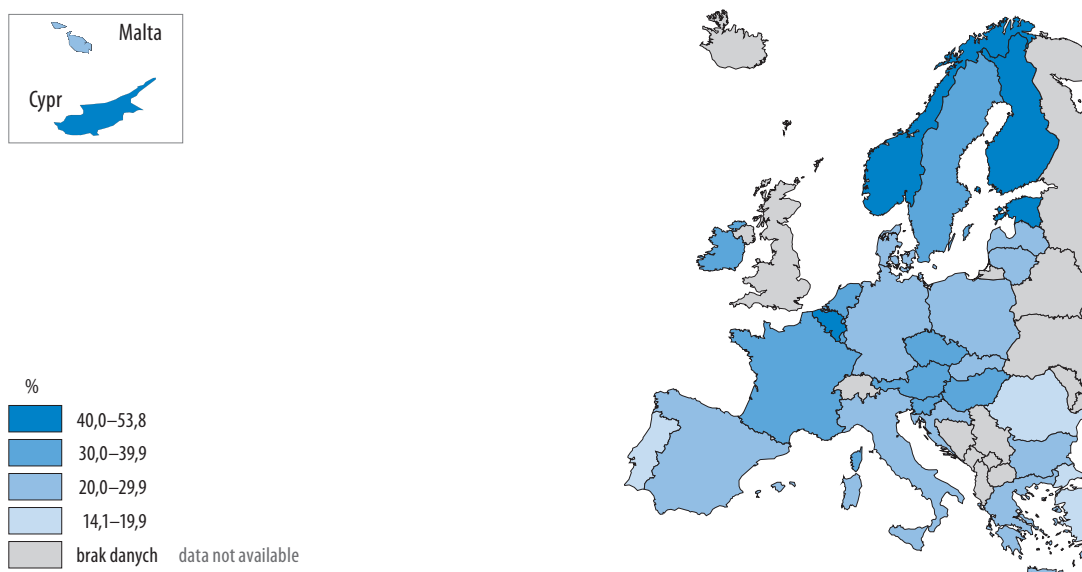 Malta
Cypr
%
40,0–53,8
30,0–39,9
20,0–29,9
14,1–19,9
brak danych data not available